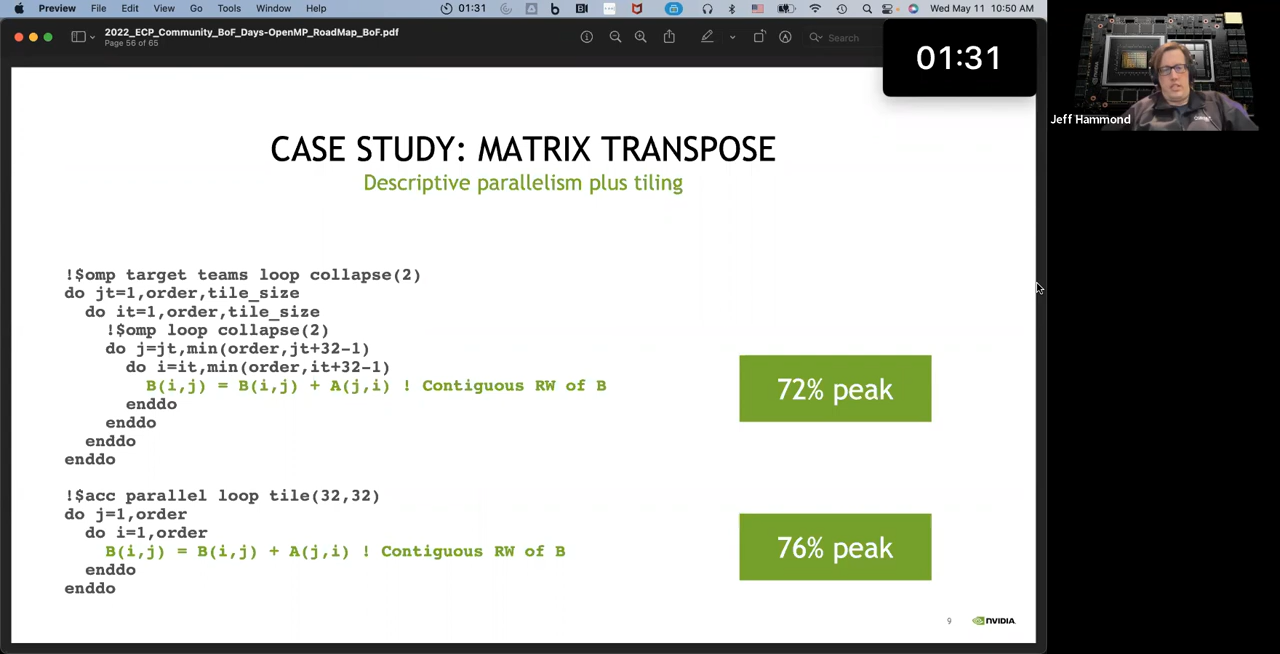 Preview File Edit View Go Tools Window Help 01:31 Wed May 11 10:50 AM
2022_ECP_Community_BoF_Days-OpenMP_RoadMap_BoF.pdf
Page 56 of 65
Search
01:31
Jeff Hammond
CASE STUDY: MATRIX TRANSPOSE
Descriptive parallelism plus tiling
!$omp target teams loop collapse(2)
do jt=1,order,tile_size
do it=1,order,tile_size
!$omp loop collapse(2)
do j=jt,min(order,jt+32-1)
do i=it,min(order,it+32-1)
B(i,j) = B(i,j) + A(j,i) ! Contiguous RW of B
enddo
enddo
enddo
enddo
72% peak
!$acc parallel loop tile(32,32)
do j=1,order
do i=1,order
B(i,j) = B(i,j) + A(j,i) ! Contiguous RW of B
enddo
enddo
76% peak
9 NVIDIA